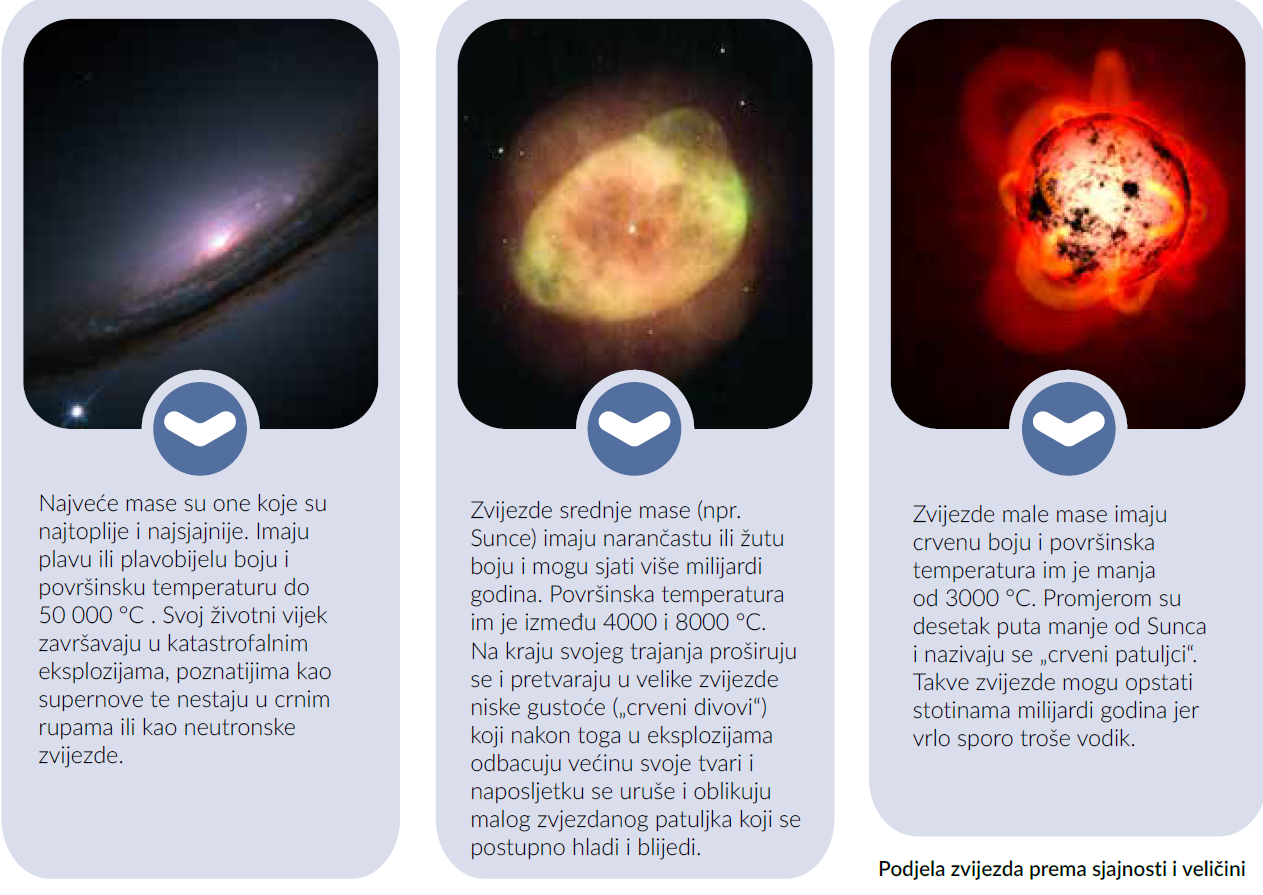 Najveće mase su one koje su
najtoplije i najsjajnije. Imaju
plavu ili plavobijelu boju i
površinsku temperaturu do
50 000 °C . Svoj životni vijek
završavaju u katastrofalnim
eksplozijama, poznatijima kao
supernove te nestaju u crnim
rupama ili kao neutronske
zvijezde.
Zvijezde srednje mase (npr.
Sunce) imaju narančastu ili žutu
boju i mogu sjati više milijardi
godina. Površinska temperatura
im je između 4000 i 8000 °C.
Na kraju svojeg trajanja proširuju
se i pretvaraju u velike zvijezde
niske gustoće („crveni divovi“)
koji nakon toga u eksplozijama
odbacuju većinu svoje tvari i
naposljetku se uruše i oblikuju
malog zvjezdanog patuljka koji se
postupno hladi i blijedi.
Zvijezde male mase imaju
crvenu boju i površinska
temperatura im je manja
od 3000 °C. Promjerom su
desetak puta manje od Sunca
i nazivaju se „crveni patuljci“.
Takve zvijezde mogu opstati
stotinama milijardi godina jer
vrlo sporo troše vodik.
Podjela zvijezda prema sjajnosti i veličini